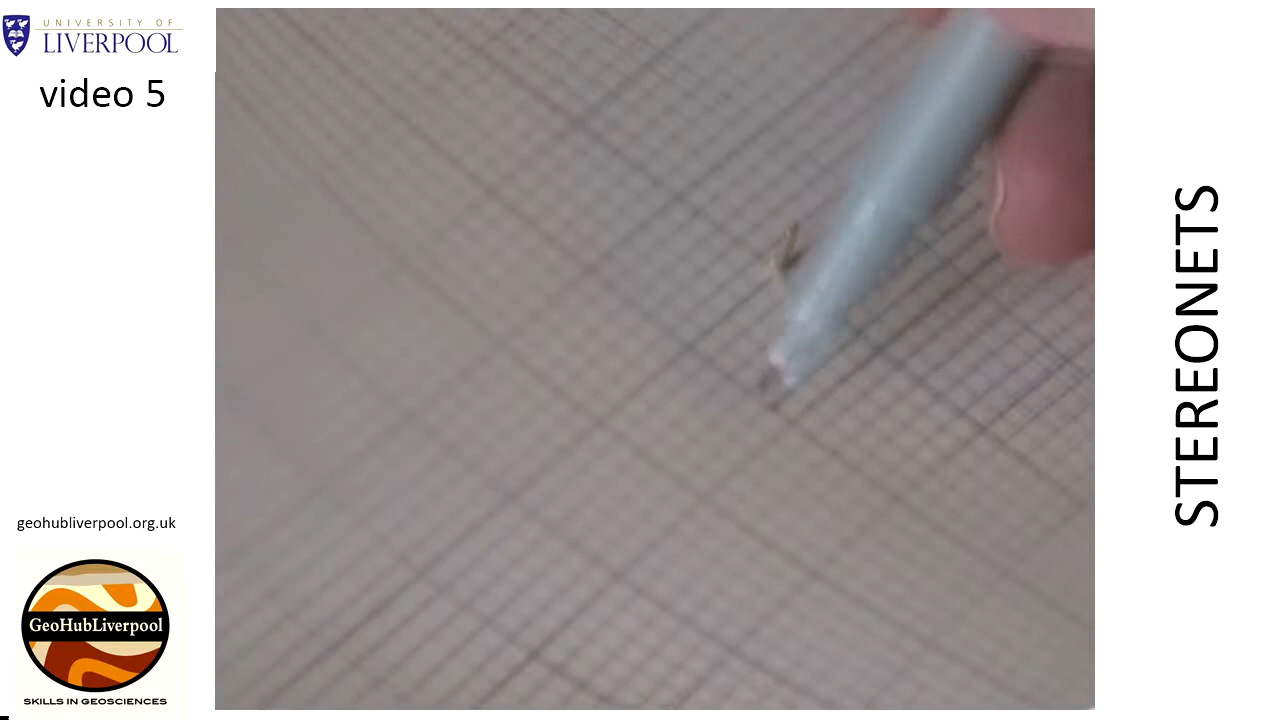 UNIVERSITY OF
LIVERPOOL
video 5
STEREONETS
geohubliverpool.org.uk
GeoHubLiverpool
SKILLS IN GEOSCIENCES